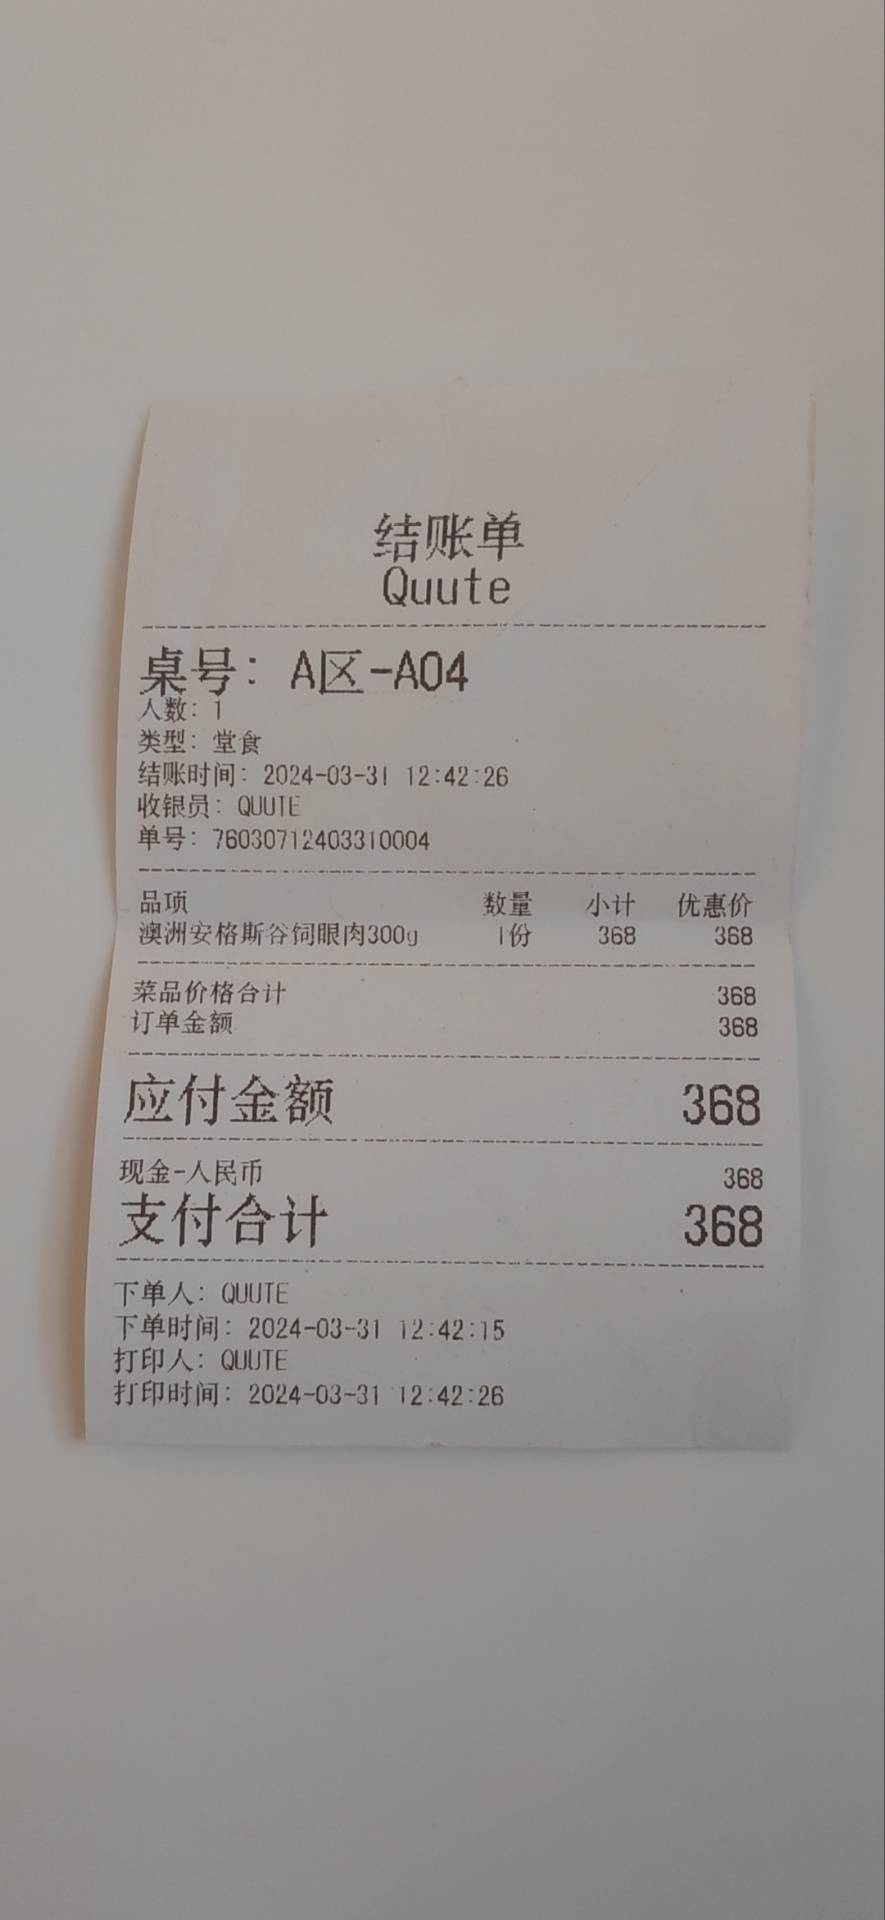 结账单
Quute
桌号: A区-A04
人数: 1
类型: 堂食
结账时间: 2024-03-31 12:42:26
收银员: QUUTE
单号: 76030712403310004
品项 数量 小计 优惠价
澳洲安格斯谷饲眼肉300g 1份 368 368
菜品价格合计 368
订单金额 368
应付金额 368
现金-人民币 368
支付合计 368
下单人: QUUTE
下单时间: 2024-03-31 12:42:15
打印人: QUUTE
打印时间: 2024-03-31 12:42:26